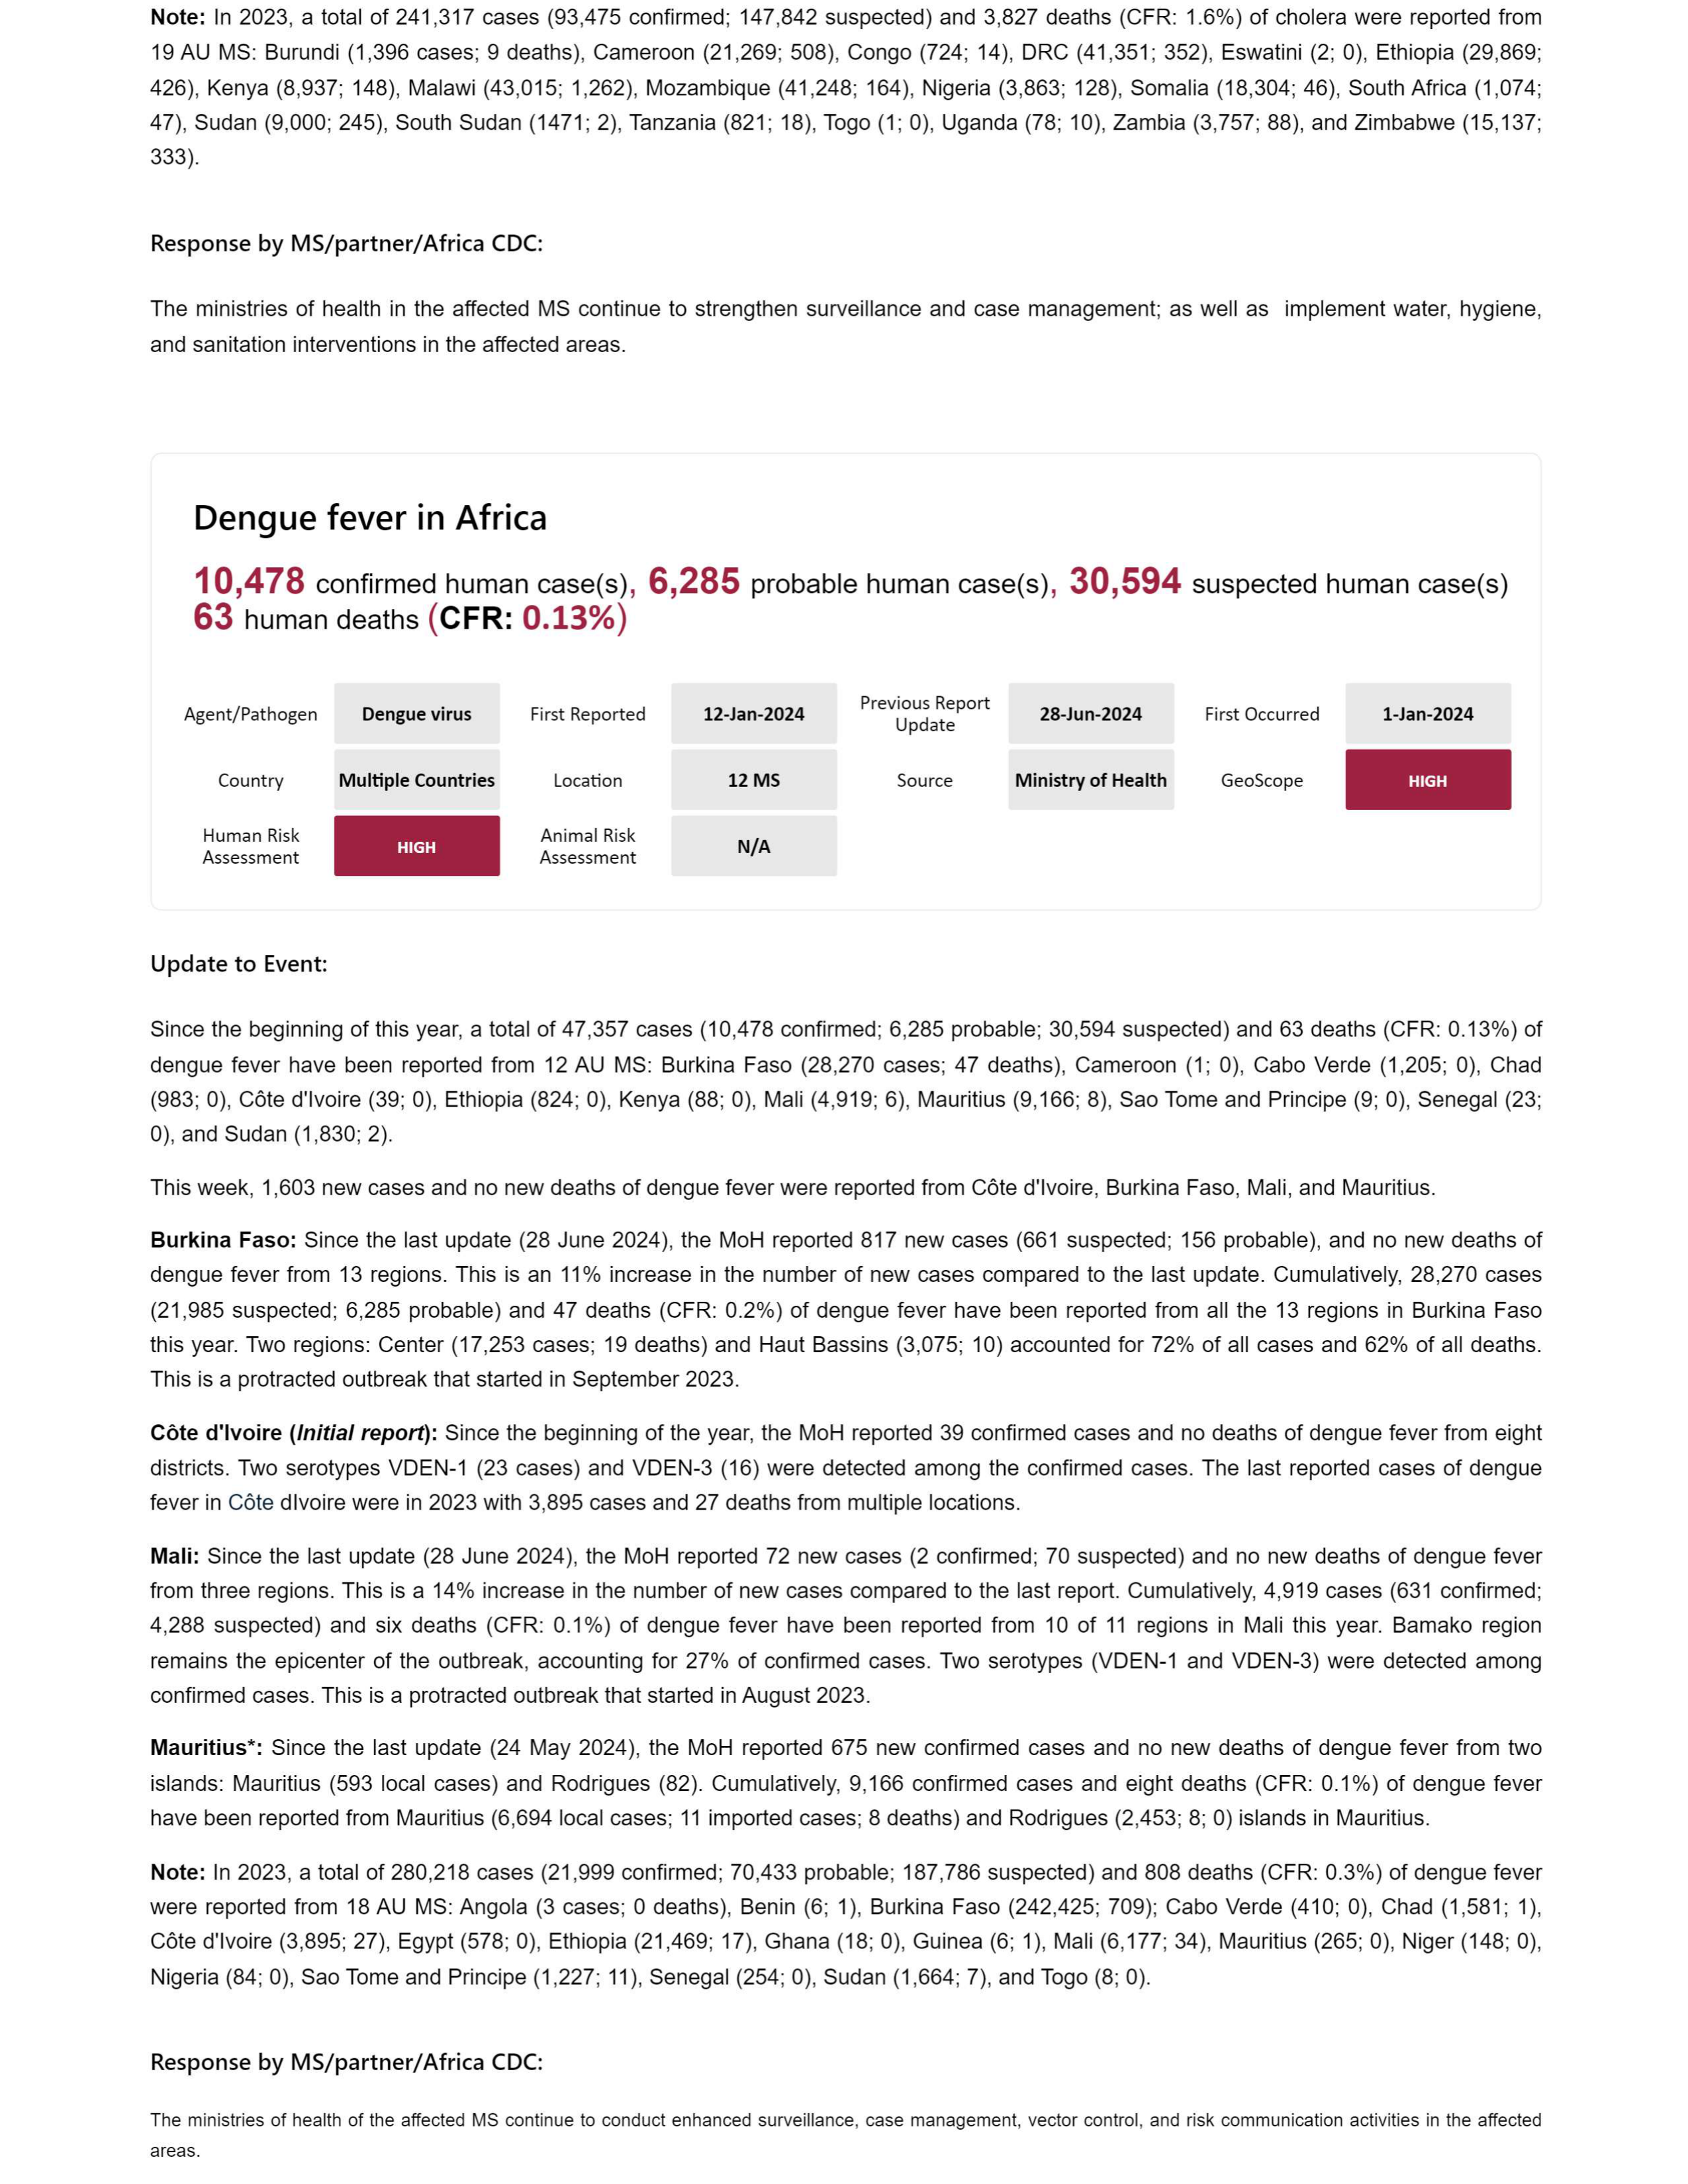 Note: In 2023, a total of 241,317 cases (93,475 confirmed; 147,842 suspected) and 3,827 deaths (CFR: 1.6%) of cholera were reported from
19 AU MS: Burundi (1,396 cases; 9 deaths), Cameroon (21,269; 508), Congo (724; 14), DRC (41,351; 352), Eswatini (2; 0), Ethiopia (29,869;
426), Kenya (8,937; 148), Malawi (43,015; 1,262), Mozambique (41,248; 164), Nigeria (3,863; 128), Somalia (18,304; 46), South Africa (1,074;
47), Sudan (9,000; 245), South Sudan (1471; 2), Tanzania (821; 18), Togo (1; 0), Uganda (78; 10), Zambia (3,757; 88), and Zimbabwe (15,137;
333).
Response by MS/partner/Africa CDC:
The ministries of health in the affected MS continue to strengthen surveillance and case management; as well as implement water, hygiene,
and sanitation interventions in the affected areas.
Dengue fever in Africa
10,478 confirmed human case(s), 6,285 probable human case(s), 30,594 suspected human case(s)
63 human deaths (CFR: 0.13%)
Agent/Pathogen Dengue virus First Reported 12-Jan-2024 Previous Report Update 28-Jun-2024 First Occurred 1-Jan-2024
Country Multiple Countries Location 12 MS Source Ministry of Health GeoScope HIGH
Human Risk Assessment HIGH Animal Risk Assessment N/A
Update to Event:
Since the beginning of this year, a total of 47,357 cases (10,478 confirmed; 6,285 probable; 30,594 suspected) and 63 deaths (CFR: 0.13%) of
dengue fever have been reported from 12 AU MS: Burkina Faso (28,270 cases; 47 deaths), Cameroon (1; 0), Cabo Verde (1,205; 0), Chad
(983; 0), Côte d'Ivoire (39; 0), Ethiopia (824; 0), Kenya (88; 0), Mali (4,919; 6), Mauritius (9,166; 8), Sao Tome and Principe (9; 0), Senegal (23;
0), and Sudan (1,830; 2).
This week, 1,603 new cases and no new deaths of dengue fever were reported from Côte d'Ivoire, Burkina Faso, Mali, and Mauritius.
Burkina Faso: Since the last update (28 June 2024), the MoH reported 817 new cases (661 suspected; 156 probable), and no new deaths of
dengue fever from 13 regions. This is an 11% increase in the number of new cases compared to the last update. Cumulatively, 28,270 cases
(21,985 suspected; 6,285 probable) and 47 deaths (CFR: 0.2%) of dengue fever have been reported from all the 13 regions in Burkina Faso
this year. Two regions: Center (17,253 cases; 19 deaths) and Haut Bassins (3,075; 10) accounted for 72% of all cases and 62% of all deaths.
This is a protracted outbreak that started in September 2023.
Côte d'Ivoire (Initial report): Since the beginning of the year, the MoH reported 39 confirmed cases and no deaths of dengue fever from eight
districts. Two serotypes VDEN-1 (23 cases) and VDEN-3 (16) were detected among the confirmed cases. The last reported cases of dengue
fever in Côte dIvoire were in 2023 with 3,895 cases and 27 deaths from multiple locations.
Mali: Since the last update (28 June 2024), the MoH reported 72 new cases (2 confirmed; 70 suspected) and no new deaths of dengue fever
from three regions. This is a 14% increase in the number of new cases compared to the last report. Cumulatively, 4,919 cases (631 confirmed;
4,288 suspected) and six deaths (CFR: 0.1%) of dengue fever have been reported from 10 of 11 regions in Mali this year. Bamako region
remains the epicenter of the outbreak, accounting for 27% of confirmed cases. Two serotypes (VDEN-1 and VDEN-3) were detected among
confirmed cases. This is a protracted outbreak that started in August 2023.
Mauritius*: Since the last update (24 May 2024), the MoH reported 675 new confirmed cases and no new deaths of dengue fever from two
islands: Mauritius (593 local cases) and Rodrigues (82). Cumulatively, 9,166 confirmed cases and eight deaths (CFR: 0.1%) of dengue fever
have been reported from Mauritius (6,694 local cases; 11 imported cases; 8 deaths) and Rodrigues (2,453; 8; 0) islands in Mauritius.
Note: In 2023, a total of 280,218 cases (21,999 confirmed; 70,433 probable; 187,786 suspected) and 808 deaths (CFR: 0.3%) of dengue fever
were reported from 18 AU MS: Angola (3 cases; 0 deaths), Benin (6; 1), Burkina Faso (242,425; 709); Cabo Verde (410; 0), Chad (1,581; 1),
Côte d'Ivoire (3,895; 27), Egypt (578; 0), Ethiopia (21,469; 17), Ghana (18; 0), Guinea (6; 1), Mali (6,177; 34), Mauritius (265; 0), Niger (148; 0),
Nigeria (84; 0), Sao Tome and Principe (1,227; 11), Senegal (254; 0), Sudan (1,664; 7), and Togo (8; 0).
Response by MS/partner/Africa CDC:
The ministries of health of the affected MS continue to conduct enhanced surveillance, case management, vector control, and risk communication activities in the affected
areas.